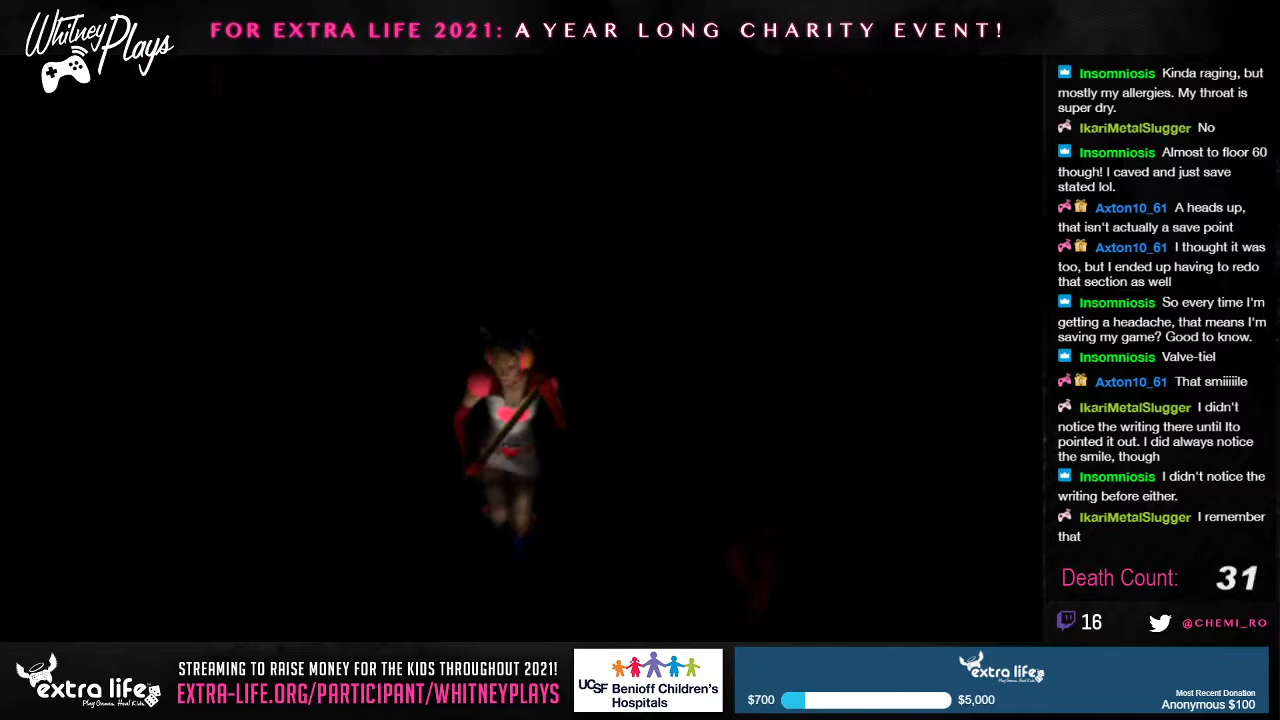 Whitney Plays
FOR EXTRA LIFE 2021: A YEAR LONG CHARITY EVENT!
Insomniosis Kinda raging, but
mostly my allergies. My throat is
super dry.
IkariMetalSlugger No
Insomniosis Almost to floor 60
though! I caved and just save
stated lol.
Axton10_61 A heads up,
that isn't actually a save point
Axton10_61 I thought it was
too, but I ended up having to redo
that section as well
Insomniosis So every time I'm
getting a headache, that means I'm
saving my game? Good to know.
Insomniosis Valve-tiel
Axton10_61 That smiiiiile
IkariMetalSlugger I didn't
notice the writing there until Ito
pointed it out. I did always notice
the smile, though
Insomniosis I didn't notice the
writing before either.
IkariMetalSlugger I remember
that
Death Count: 31
16 @CHEMI_RO
extra life
Play Games. Heal Kids.
STREAMING TO RAISE MONEY FOR THE KIDS THROUGHOUT 2021!
EXTRA-LIFE.ORG/PARTICIPANT/WHITNEYPLAYS
UCSF Benioff Children's
Hospitals
extra life
$700 $5,000
Most Recent Donation
Anonymous $100